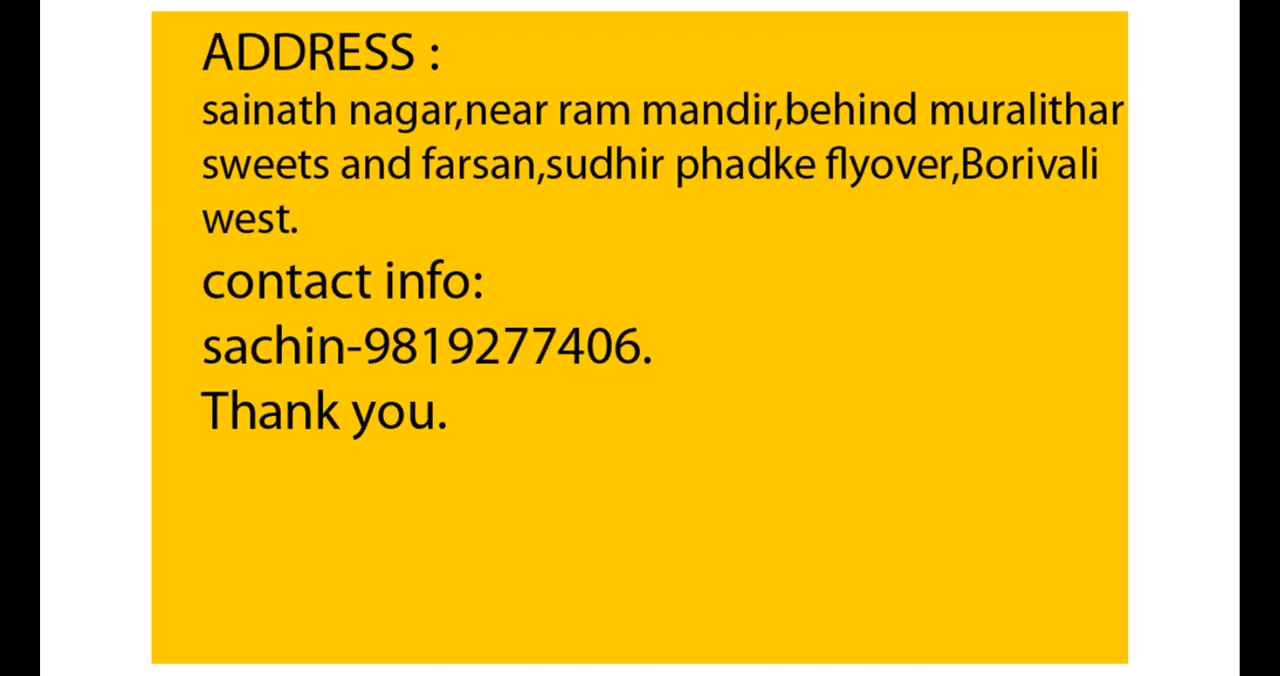 ADDRESS :
sainath nagar,near ram mandir,behind muralithar
sweets and farsan,sudhir phadke flyover,Borivali
west.
contact info:
sachin-9819277406.
Thank you.